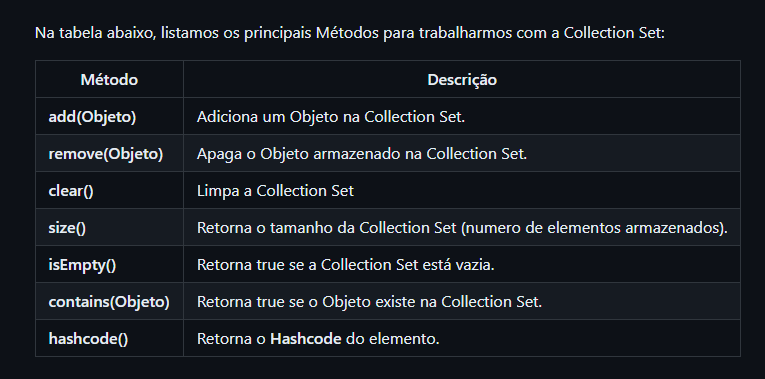 Na tabela abaixo, listamos os principais Métodos para trabalharmos com a Collection Set:
Método Descrição
add(Objeto) Adiciona um Objeto na Collection Set.
remove(Objeto) Apaga o Objeto armazenado na Collection Set.
clear() Limpa a Collection Set
size() Retorna o tamanho da Collection Set (numero de elementos armazenados).
isEmpty() Retorna true se a Collection Set está vazia.
contains(Objeto) Retorna true se o Objeto existe na Collection Set.
hashcode() Retorna o Hashcode do elemento.